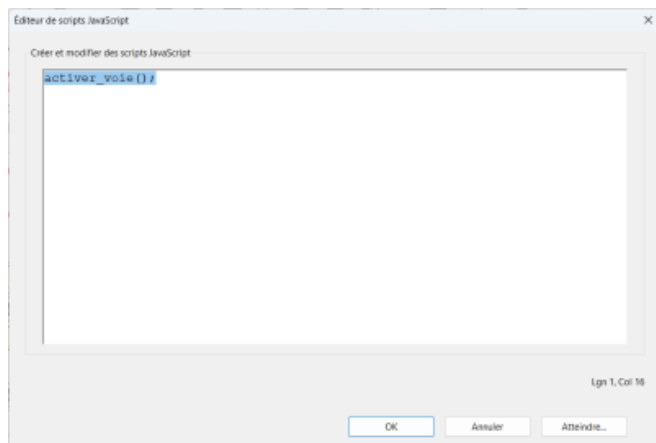 Éditeur de scripts JavaScript
Créer et modifier des scripts JavaScript
activer_voie();
Lgn 1, Col 16
OK Annuler Atteindre...